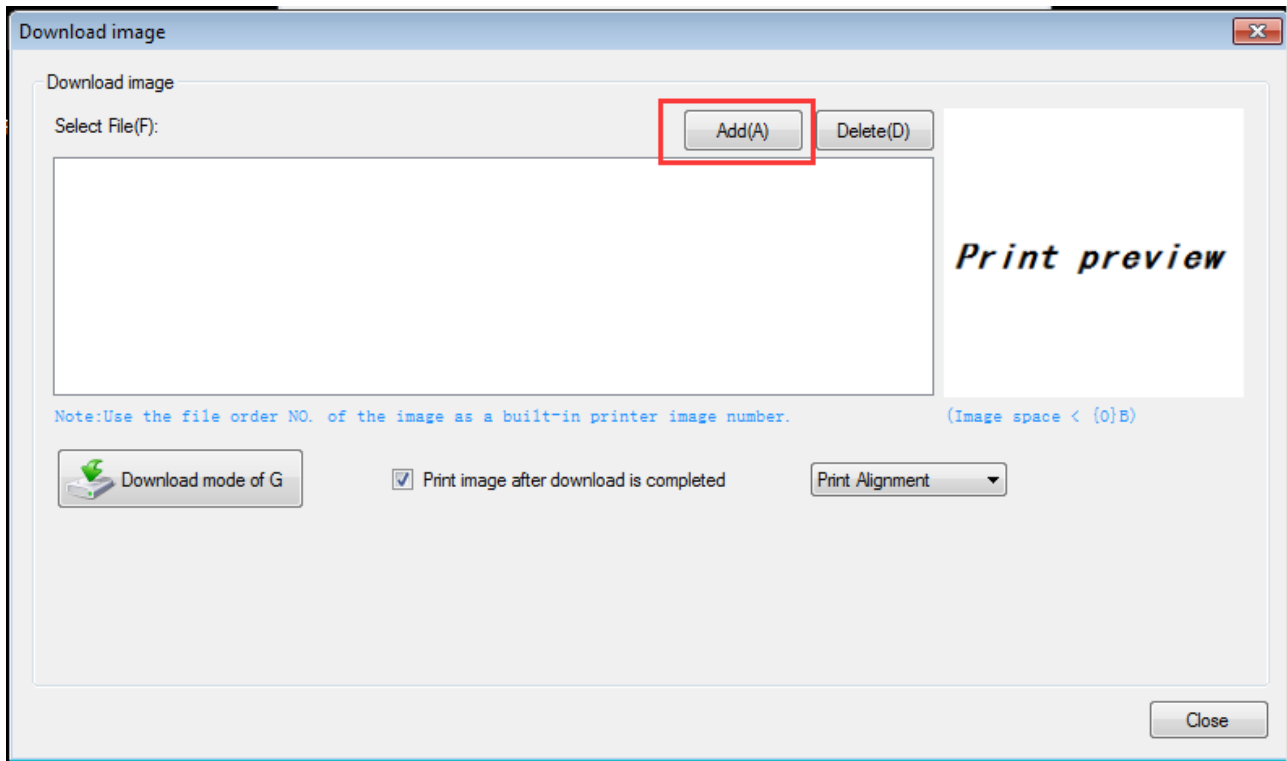 Download image
Download image
Select File(F):
Add(A)
Delete(D)
Print preview
Note:Use the file order NO. of the image as a built-in printer image number.
(Image space < {0}B)
Download mode of G
Print image after download is completed
Print Alignment
Close